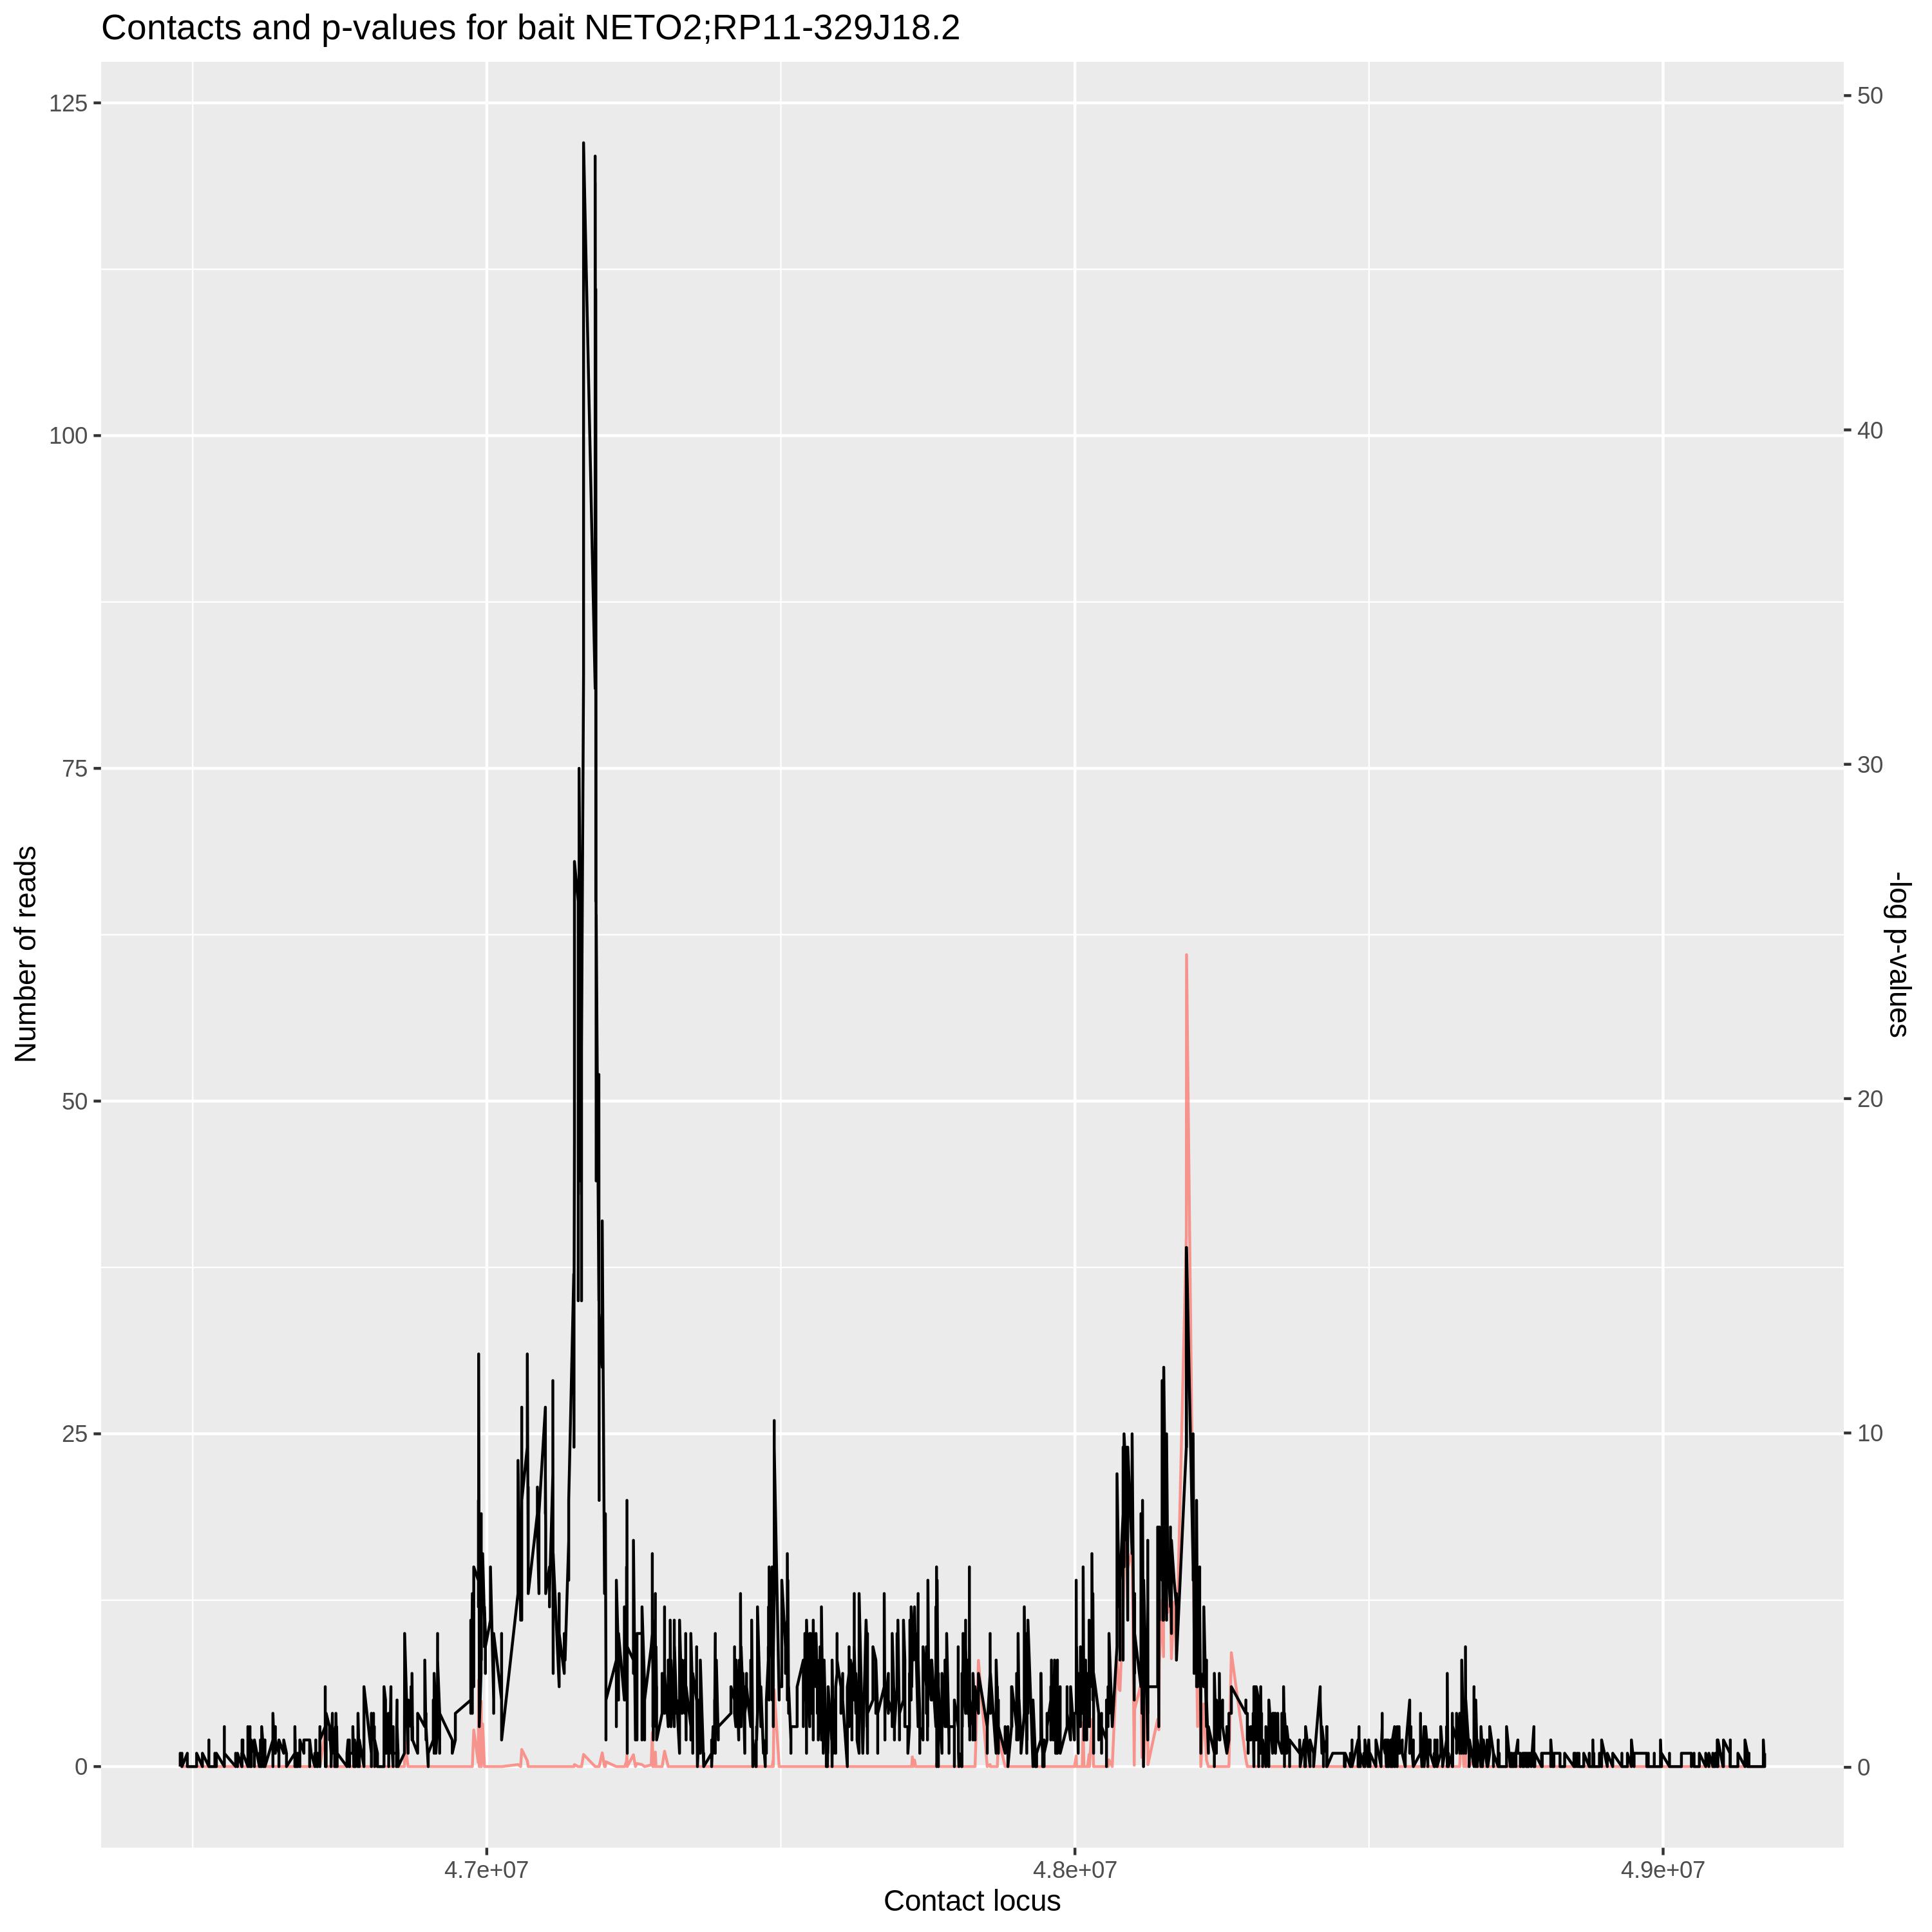 Contacts and p-values for bait NETO2;RP11-329J18.2
125
100
75
50
25
0
Number of reads
50
40
30
20
10
0
-log p-values
4.7e+07 4.8e+07 4.9e+07
Contact locus